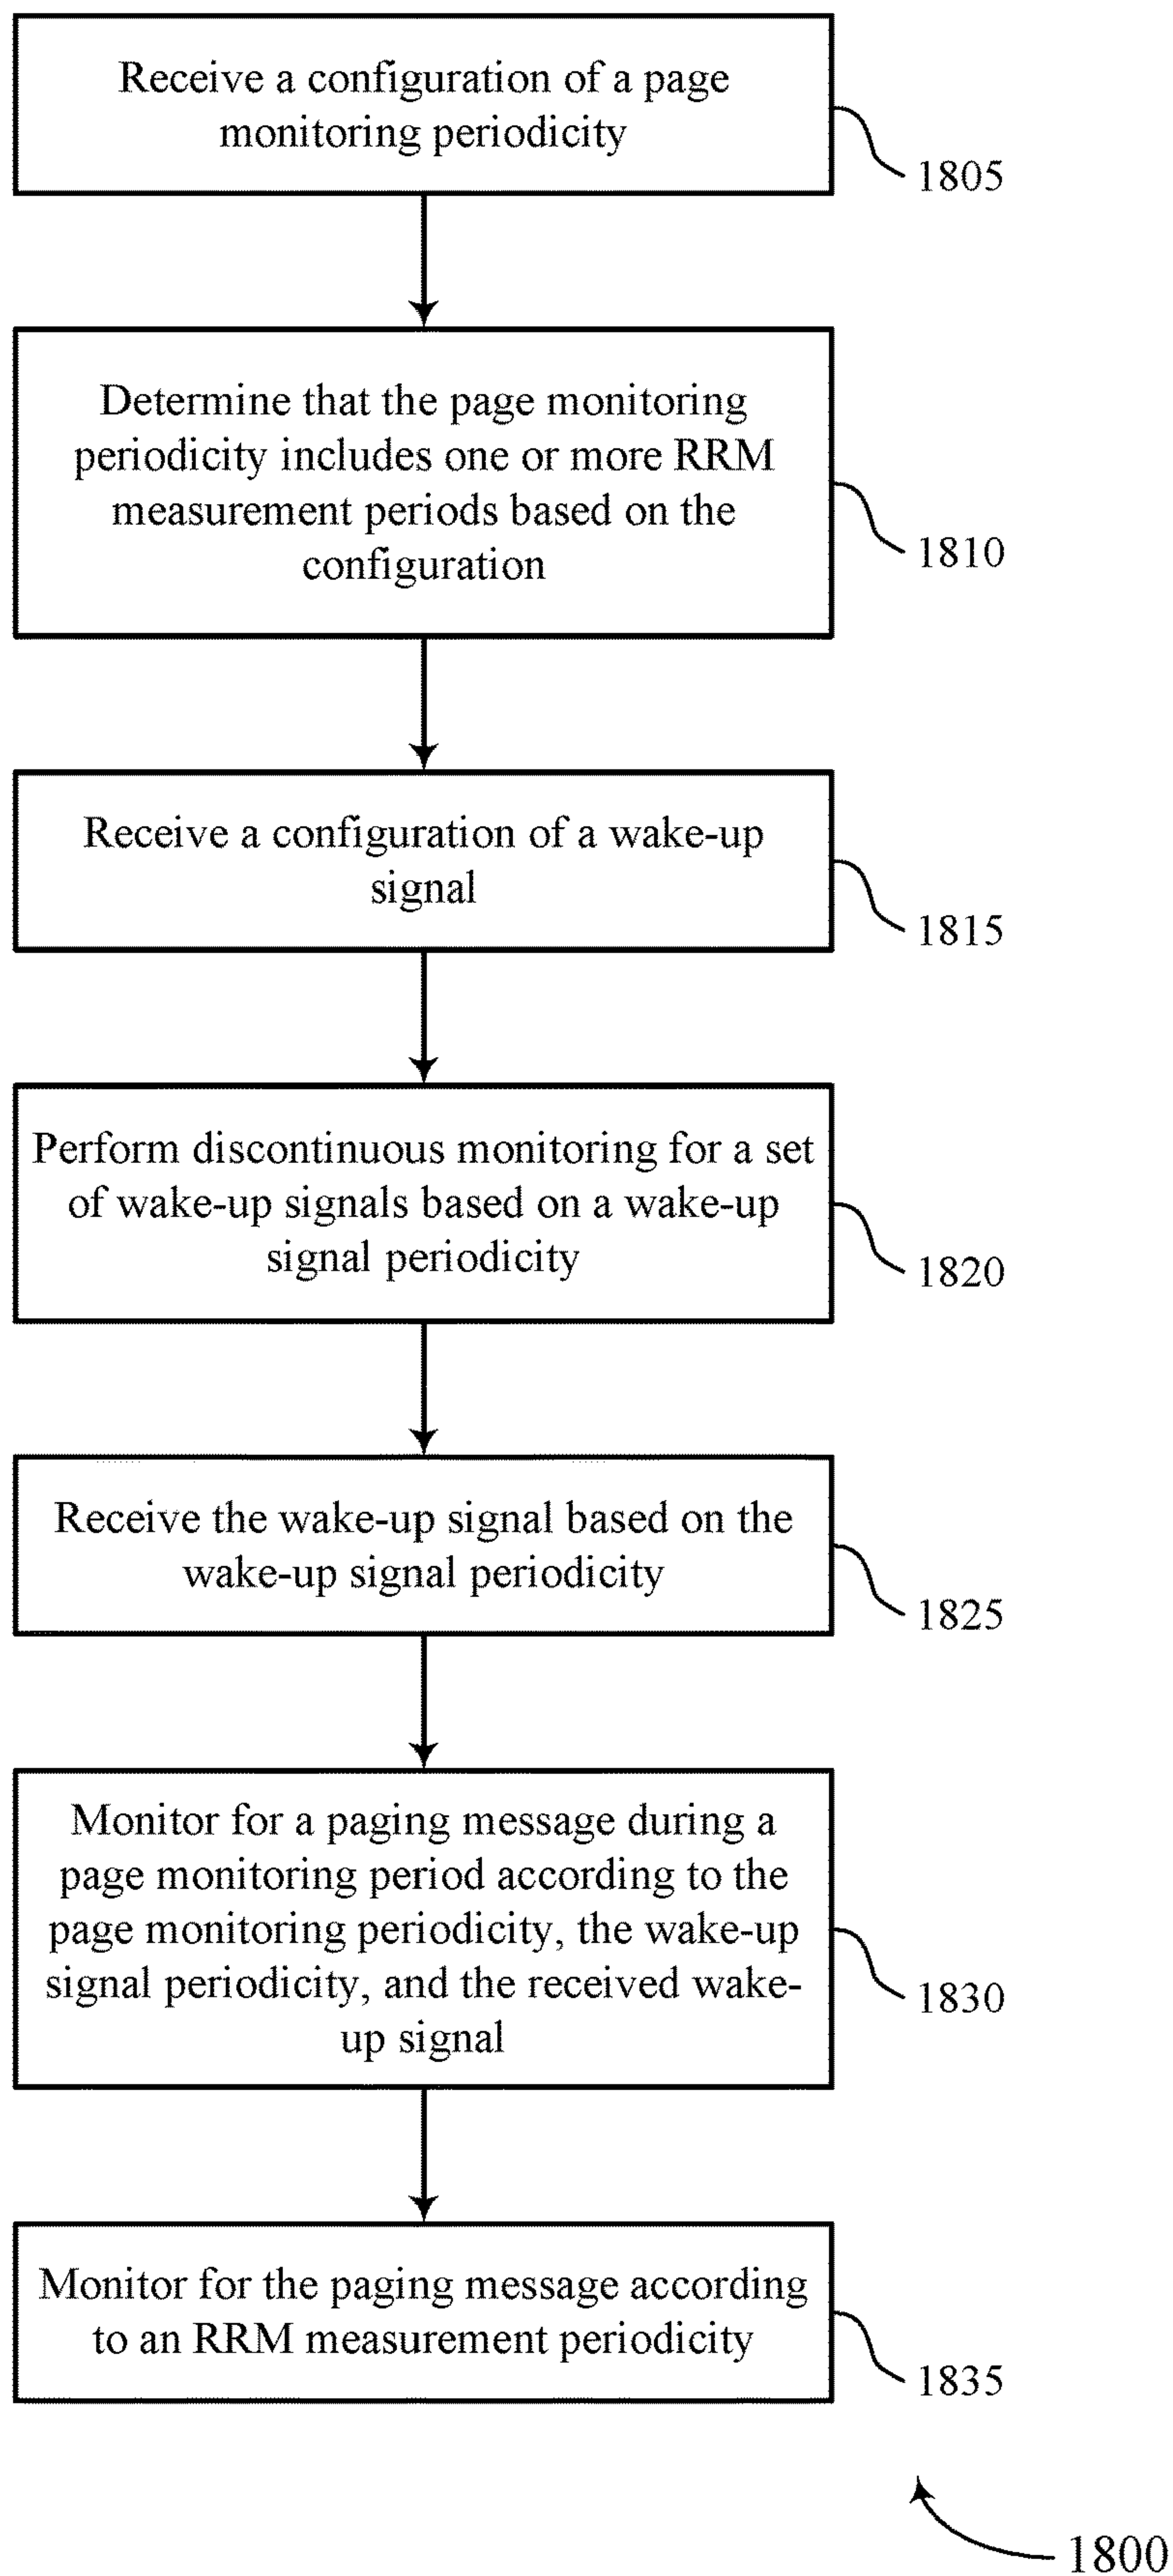 Receive a configuration of a page
monitoring periodicity
1805
Determine that the page monitoring
periodicity includes one or more RRM
measurement periods based on the
configuration
1810
Receive a configuration of a wake-up
signal
1815
Perform discontinuous monitoring for a set
of wake-up signals based on a wake-up
signal periodicity
1820
Receive the wake-up signal based on the
wake-up signal periodicity
1825
Monitor for a paging message during a
page monitoring period according to the
page monitoring periodicity, the wake-up
signal periodicity, and the received wake-
up signal
1830
Monitor for the paging message according
to an RRM measurement periodicity
1835
1800